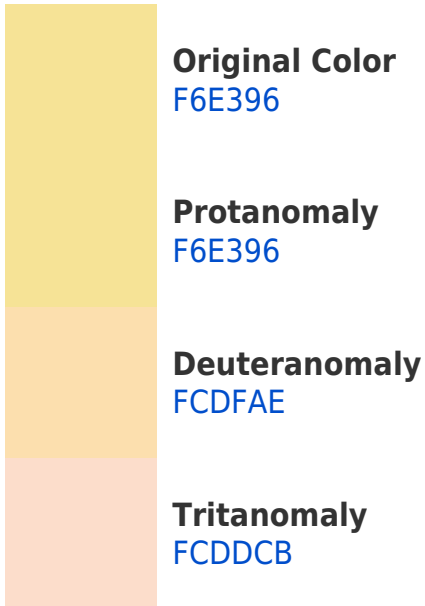 Original Color
F6E396
Protanomaly
F6E396
Deuteranomaly
FCDFAE
Tritanomaly
FCDDCB